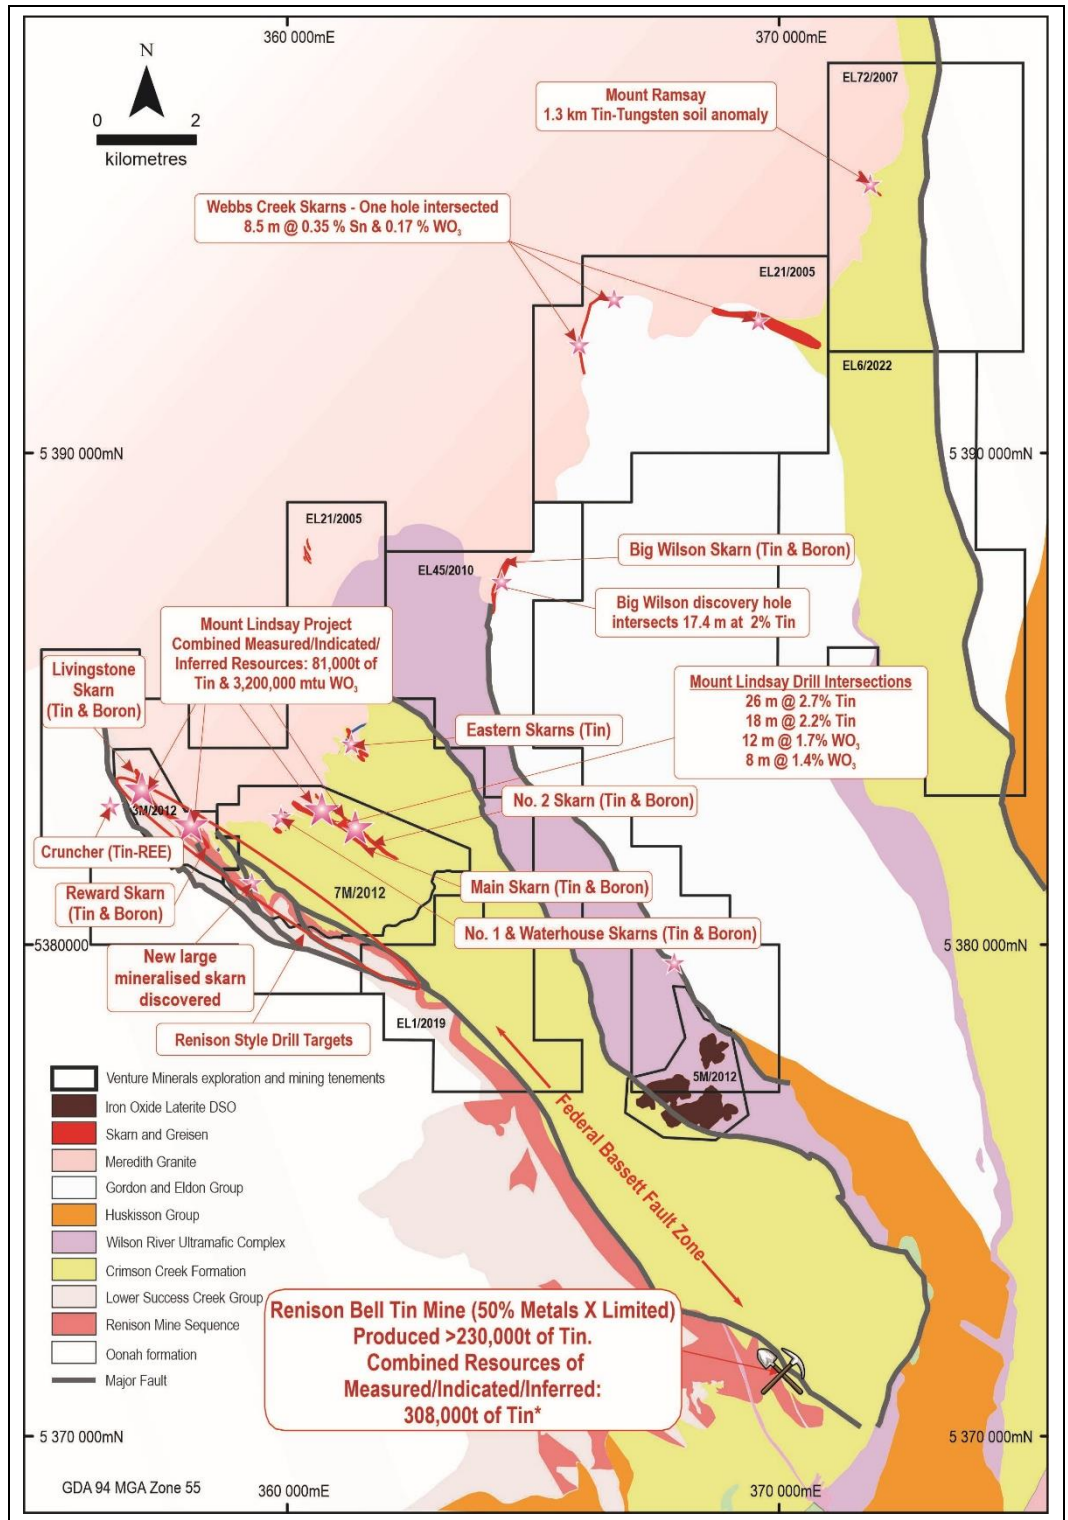 360 000mE
370 000mE
N
0 2
kilometres
EL72/2007
Mount Ramsay
1.3 km Tin-Tungsten soil anomaly
Webbs Creek Skarns - One hole intersected
8.5 m @ 0.35 % Sn & 0.17 % WO₃
EL21/2005
EL6/2022
5 390 000mN
5 390 000mN
EL21/2005
EL45/2010
Big Wilson Skarn (Tin & Boron)
Big Wilson discovery hole
intersects 17.4 m at 2% Tin
Mount Lindsay Project
Combined Measured/Indicated/
Inferred Resources: 81,000t of
Tin & 3,200,000 mtu WO₃
Livingstone
Skarn
(Tin & Boron)
Mount Lindsay Drill Intersections
26 m @ 2.7% Tin
18 m @ 2.2% Tin
12 m @ 1.7% WO₃
8 m @ 1.4% WO₃
Eastern Skarns (Tin)
No. 2 Skarn (Tin & Boron)
3M/2012
Cruncher (Tin-REE)
Reward Skarn
(Tin & Boron)
7M/2012
Main Skarn (Tin & Boron)
No. 1 & Waterhouse Skarns (Tin & Boron)
5380000
5 380 000mN
New large
mineralised skarn
discovered
EL1/2019
Renison Style Drill Targets
5M/2012
Federal Bassett Fault Zone
Venture Minerals exploration and mining tenements
Iron Oxide Laterite DSO
Skarn and Greisen
Meredith Granite
Gordon and Eldon Group
Huskisson Group
Wilson River Ultramafic Complex
Crimson Creek Formation
Lower Success Creek Group
Renison Mine Sequence
Oonah formation
Major Fault
Renison Bell Tin Mine (50% Metals X Limited)
Produced >230,000t of Tin.
Combined Resources of
Measured/Indicated/Inferred:
308,000t of Tin*
5 370 000mN
5 370 000mN
GDA 94 MGA Zone 55
360 000mE
370 000mE